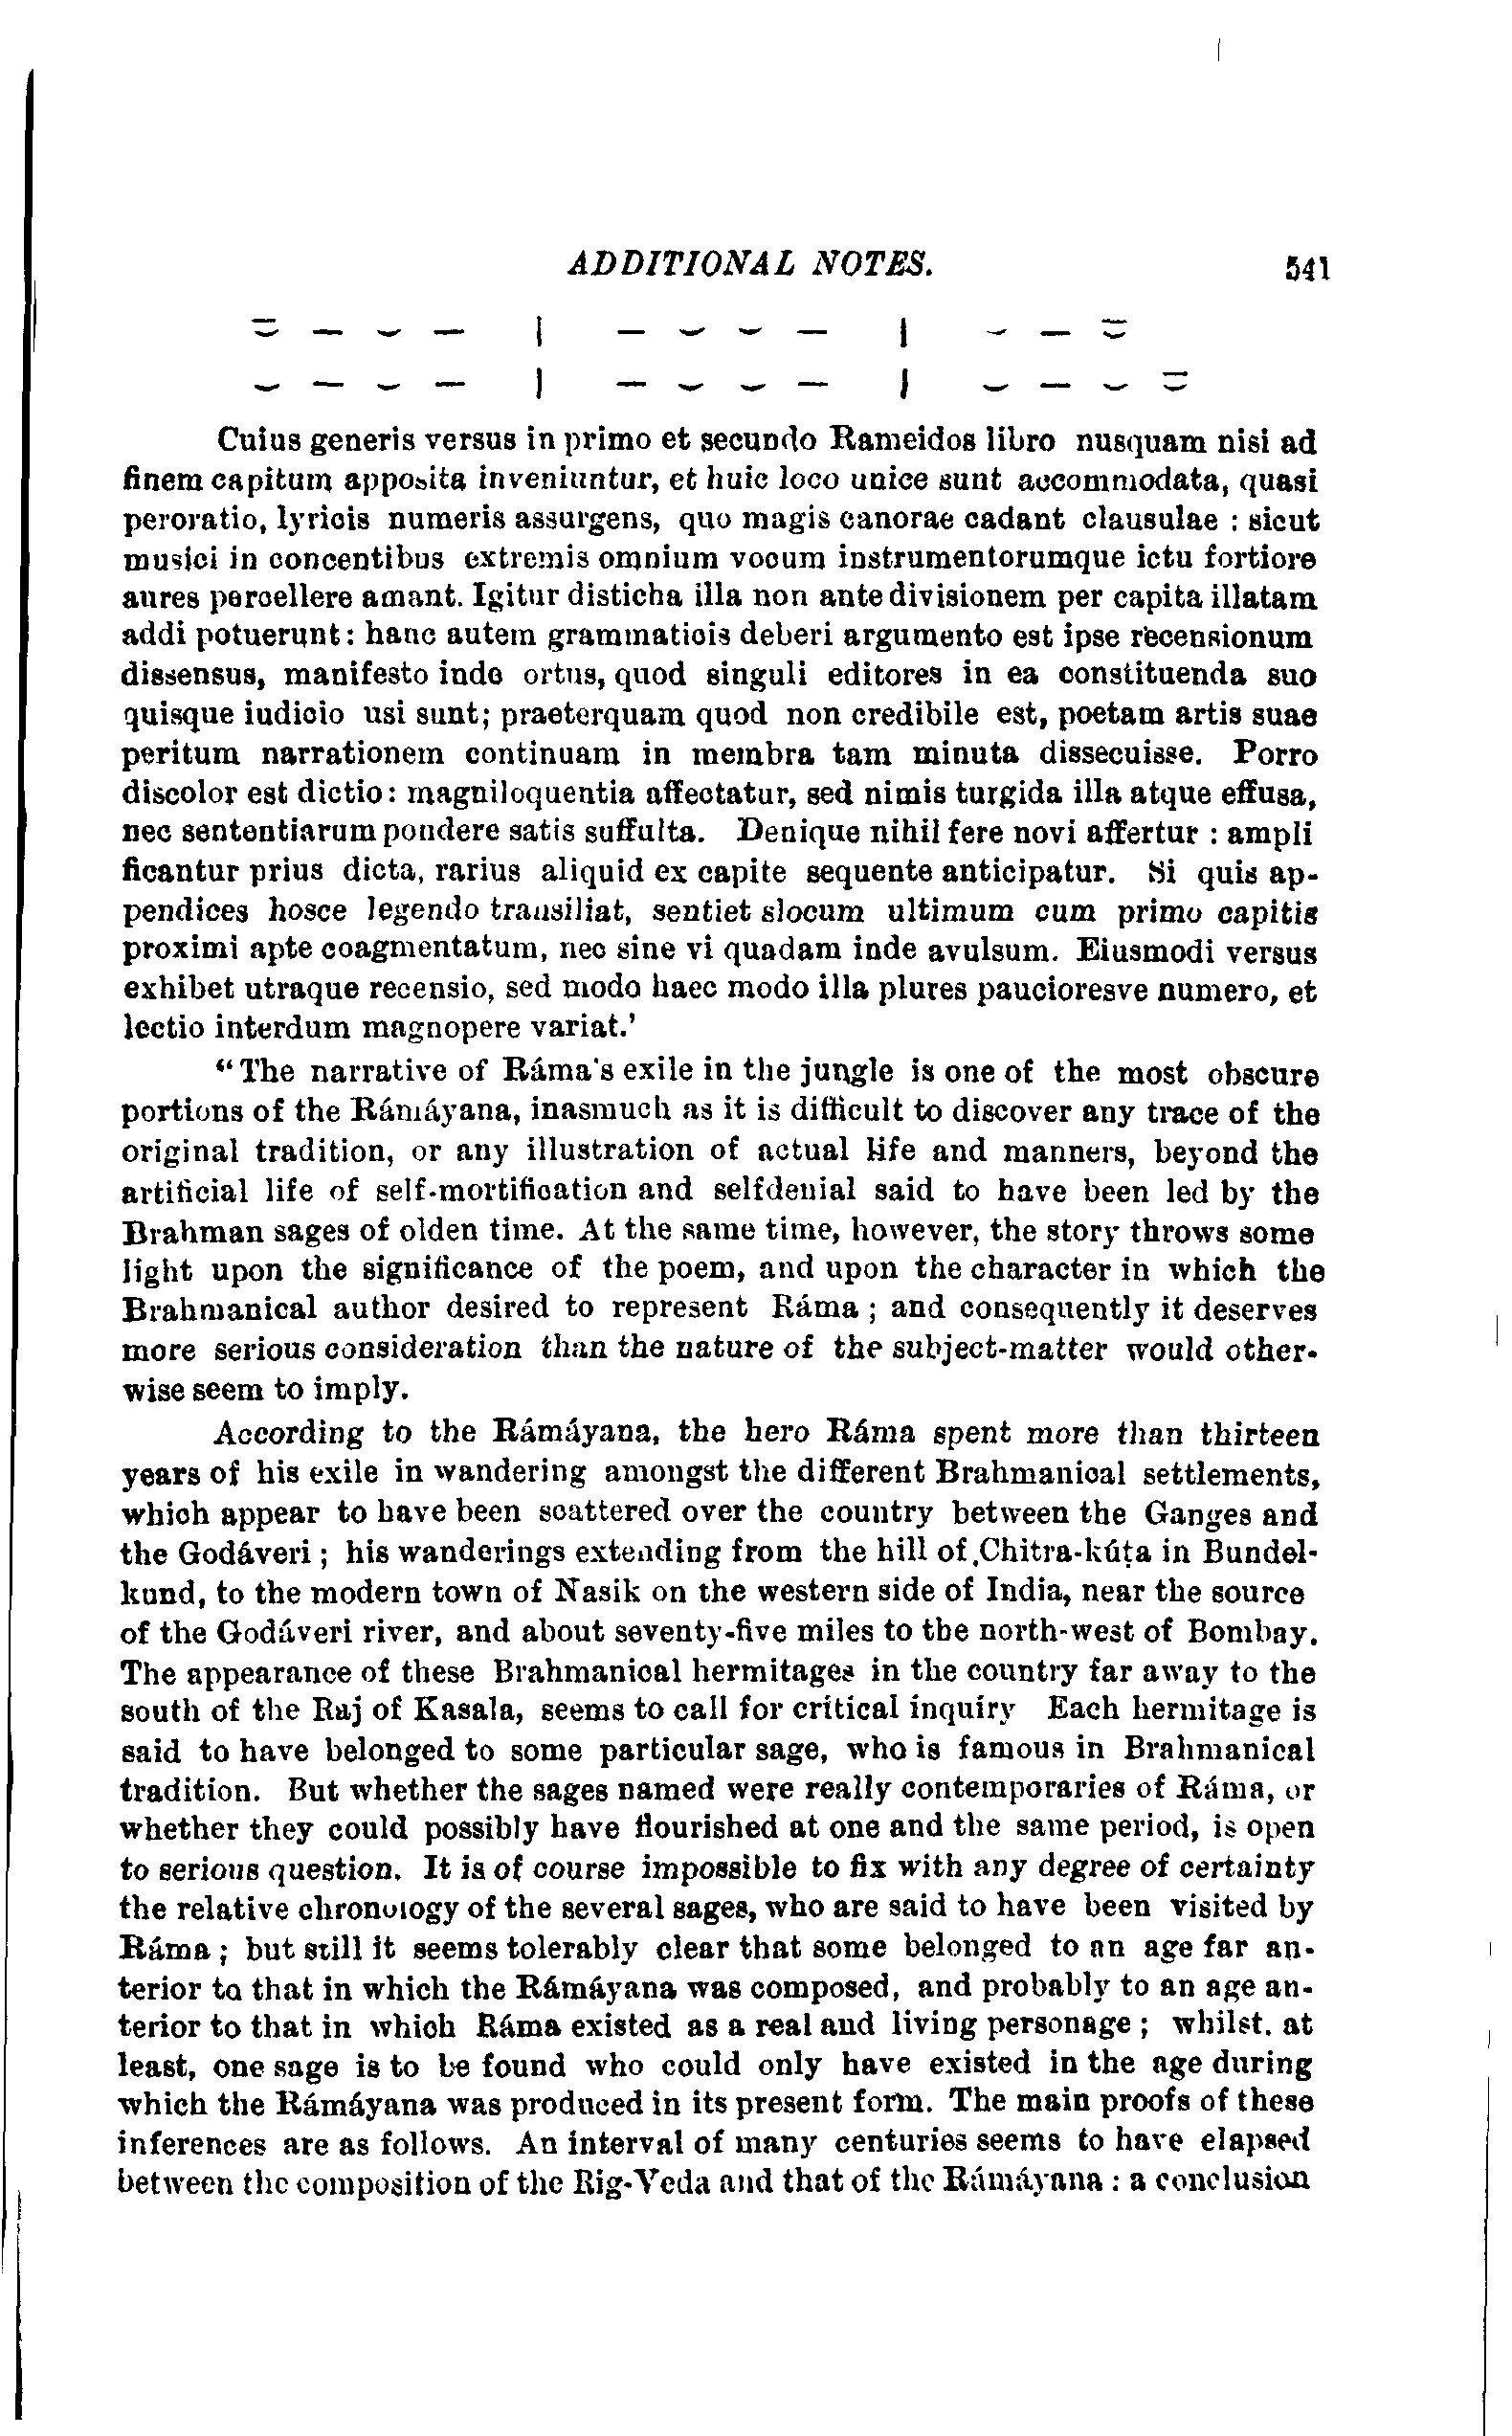 ADDITIONAL NOTES. 541
⏓ – ⏑ – | – ⏑ ⏑ – | ⏑ – ⏓
⏑ – ⏑ – | – ⏑ ⏑ – | ⏑ – ⏑ ⏓
Cuius generis versus in primo et secundo Rameidos libro nusquam nisi ad
finem capitum apposita inveniuntur, et huic loco unice sunt accommodata, quasi
peroratio, lyricis numeris assurgens, quo magis canorae cadant clausulae : sicut
musici in concentibus extremis omnium vocum instrumentorumque ictu fortiore
aures percellere amant. Igitur disticha illa non ante divisionem per capita illatam
addi potuerunt: hanc autem grammaticis deberi argumento est ipse recensionum
dissensus, manifesto inde ortus, quod singuli editores in ea constituenda suo
quisque iudicio usi sunt; praeterquam quod non credibile est, poetam artis suae
peritum narrationem continuam in membra tam minuta dissecuisse. Porro
discolor est dictio: magniloquentia affectatur, sed nimis turgida illa atque effusa,
nec sententiarum pondere satis suffulta. Denique nihil fere novi affertur : ampli
ficantur prius dicta, rarius aliquid ex capite sequente anticipatur. Si quis ap-
pendices hosce legendo transiliat, sentiet slocum ultimum cum primo capitis
proximi apte coagmentatum, nec sine vi quadam inde avulsum. Eiusmodi versus
exhibet utraque recensio, sed modo haec modo illa plures paucioresve numero, et
lectio interdum magnopere variat.'
"The narrative of Ráma's exile in the jungle is one of the most obscure
portions of the Rámáyana, inasmuch as it is difficult to discover any trace of the
original tradition, or any illustration of actual life and manners, beyond the
artificial life of self-mortification and selfdenial said to have been led by the
Brahman sages of olden time. At the same time, however, the story throws some
light upon the significance of the poem, and upon the character in which the
Brahmanical author desired to represent Ráma ; and consequently it deserves
more serious consideration than the nature of the subject-matter would other-
wise seem to imply.
According to the Rámáyana, the hero Ráma spent more than thirteen
years of his exile in wandering amongst the different Brahmanical settlements,
which appear to have been scattered over the country between the Ganges and
the Godáveri ; his wanderings extending from the hill of Chitra-kúṭa in Bundel-
kund, to the modern town of Nasik on the western side of India, near the source
of the Godáveri river, and about seventy-five miles to the north-west of Bombay.
The appearance of these Brahmanical hermitages in the country far away to the
south of the Raj of Kasala, seems to call for critical inquiry Each hermitage is
said to have belonged to some particular sage, who is famous in Brahmanical
tradition. But whether the sages named were really contemporaries of Ráma, or
whether they could possibly have flourished at one and the same period, is open
to serious question. It is of course impossible to fix with any degree of certainty
the relative chronology of the several sages, who are said to have been visited by
Ráma ; but still it seems tolerably clear that some belonged to an age far an-
terior to that in which the Rámáyana was composed, and probably to an age an-
terior to that in which Ráma existed as a real and living personage ; whilst. at
least, one sage is to be found who could only have existed in the age during
which the Rámáyana was produced in its present form. The main proofs of these
inferences are as follows. An interval of many centuries seems to have elapsed
between the composition of the Rig-Veda and that of the Rámáyana : a conclusion